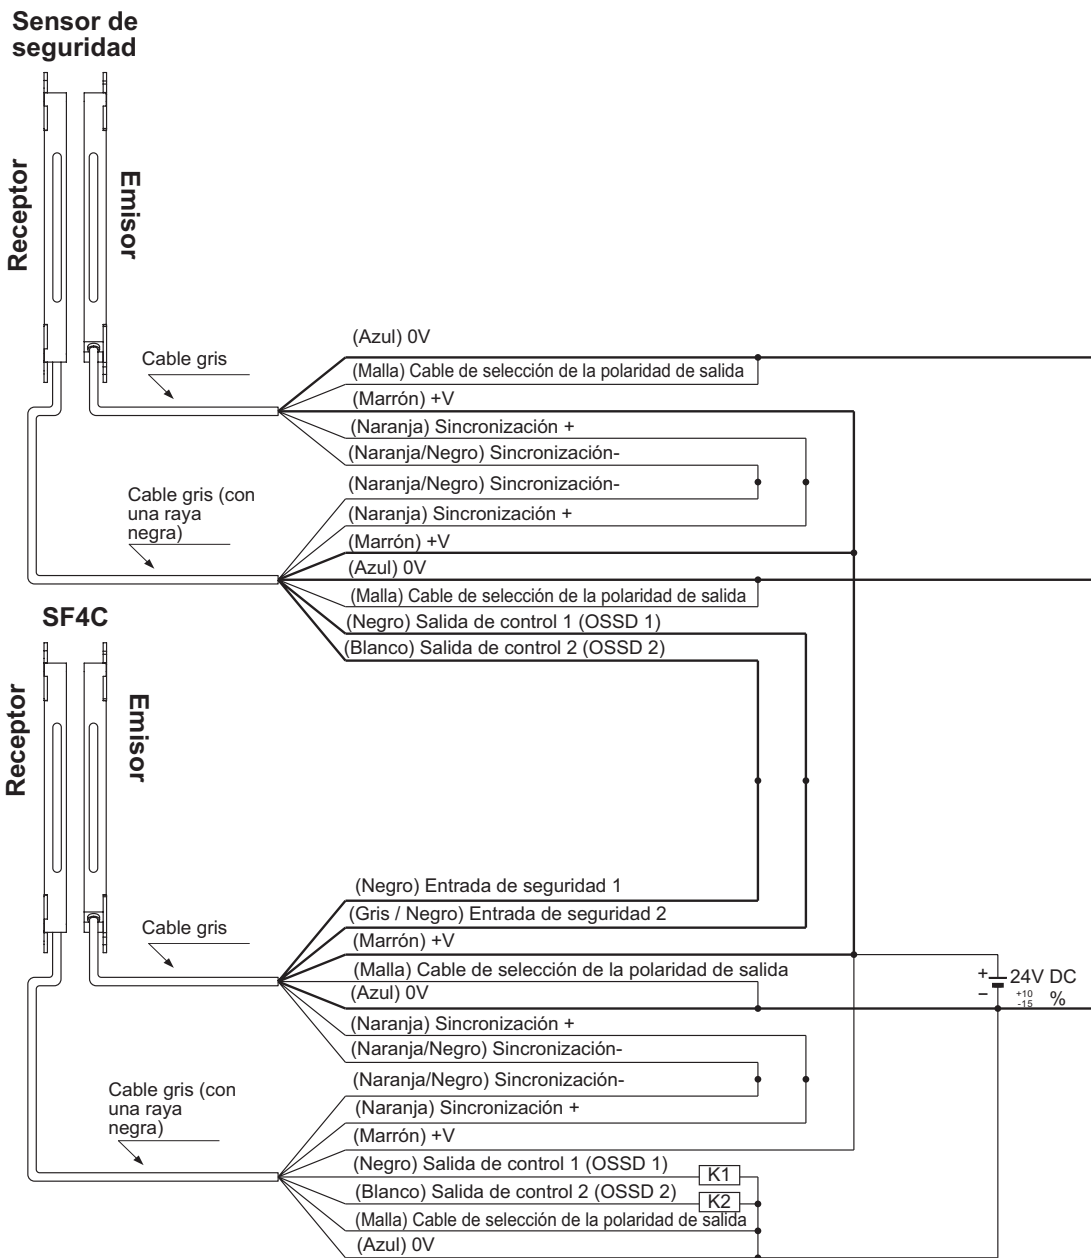 Sensor de
seguridad
Receptor
Emisor
Cable gris
(Azul) 0V
(Malla) Cable de selección de la polaridad de salida
(Marrón) +V
(Naranja) Sincronización +
(Naranja/Negro) Sincronización-
Cable gris (con
una raya
negra)
(Naranja/Negro) Sincronización-
(Naranja) Sincronización +
(Marrón) +V
(Azul) 0V
(Malla) Cable de selección de la polaridad de salida
(Negro) Salida de control 1 (OSSD 1)
(Blanco) Salida de control 2 (OSSD 2)
SF4C
Receptor
Emisor
Cable gris
(Negro) Entrada de seguridad 1
(Gris / Negro) Entrada de seguridad 2
(Marrón) +V
(Malla) Cable de selección de la polaridad de salida
(Azul) 0V
+ 24V DC
– +10 -15 %
(Naranja) Sincronización +
(Naranja/Negro) Sincronización-
Cable gris (con
una raya
negra)
(Naranja/Negro) Sincronización-
(Naranja) Sincronización +
(Marrón) +V
(Negro) Salida de control 1 (OSSD 1)
K1
(Blanco) Salida de control 2 (OSSD 2)
K2
(Malla) Cable de selección de la polaridad de salida
(Azul) 0V